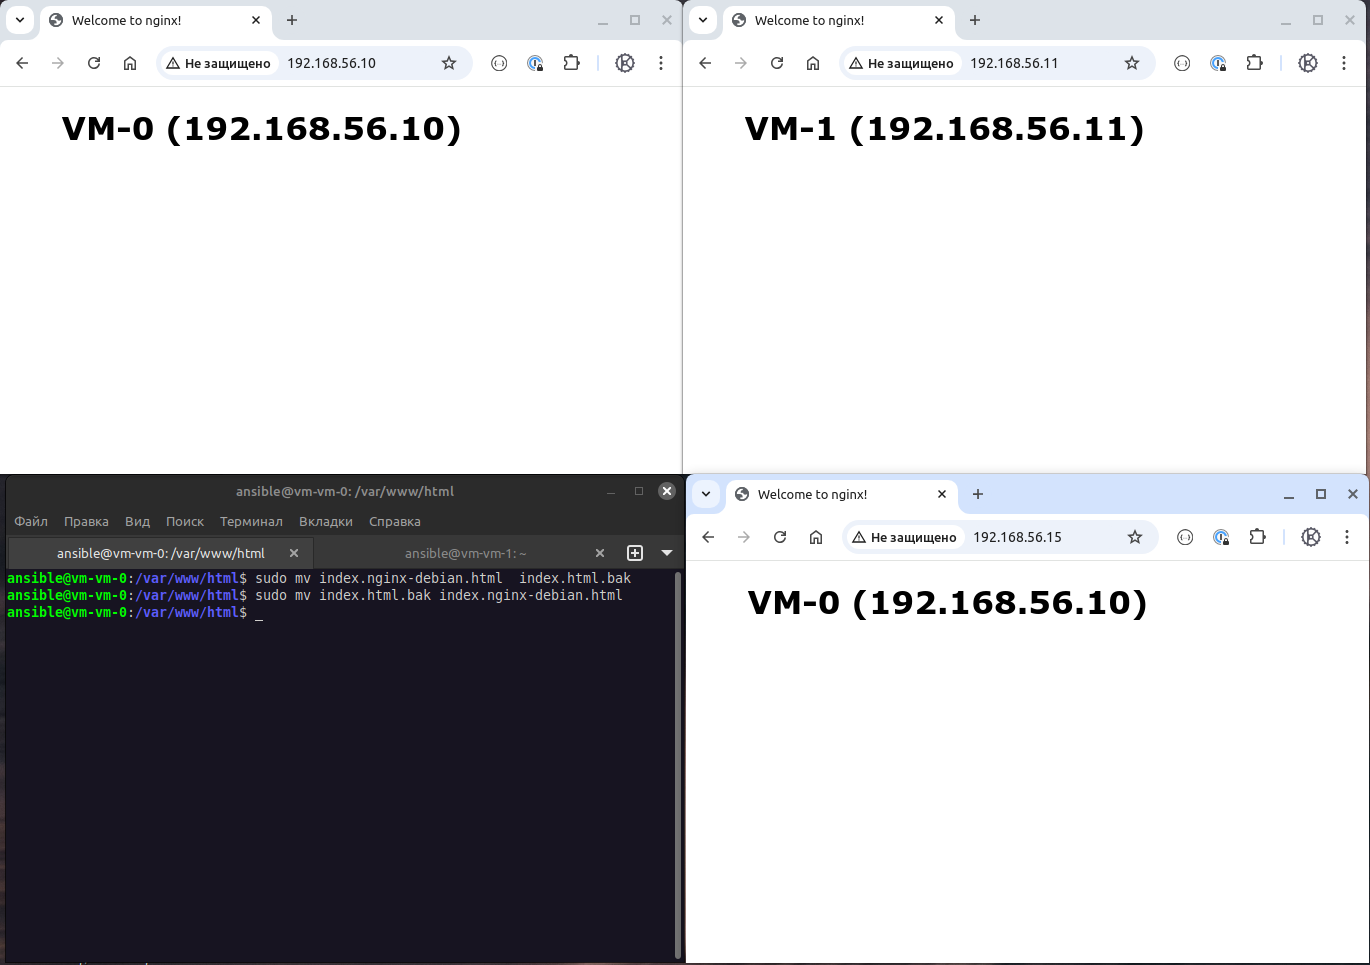 Welcome to nginx!
Не защищено 192.168.56.10
VM-0 (192.168.56.10)
Welcome to nginx!
Не защищено 192.168.56.11
VM-1 (192.168.56.11)
ansible@vm-vm-0: /var/www/html
Файл Правка Вид Поиск Терминал Вкладки Справка
ansible@vm-vm-0: /var/www/html ansible@vm-vm-1: ~
ansible@vm-vm-0:/var/www/html$ sudo mv index.nginx-debian.html  index.html.bak
ansible@vm-vm-0:/var/www/html$ sudo mv index.html.bak index.nginx-debian.html
ansible@vm-vm-0:/var/www/html$ _
Welcome to nginx!
Не защищено 192.168.56.15
VM-0 (192.168.56.10)